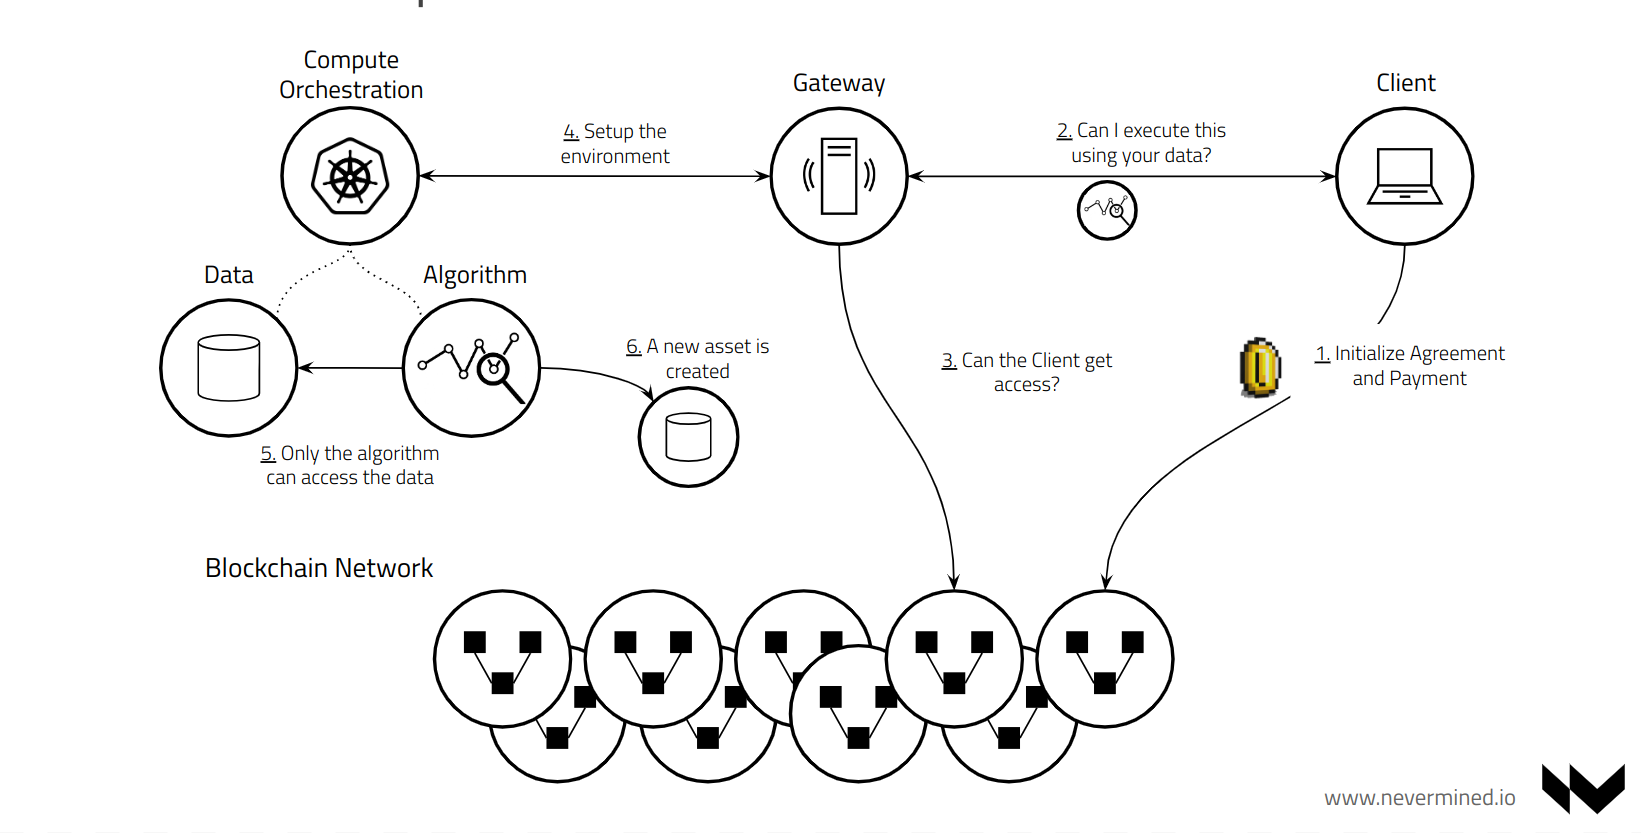 Compute
Orchestration
Gateway
Client
4. Setup the
environment
2. Can I execute this
using your data?
Data
Algorithm
6. A new asset is
created
3. Can the Client get
access?
1. Initialize Agreement
and Payment
5. Only the algorithm
can access the data
Blockchain Network
www.nevermined.io